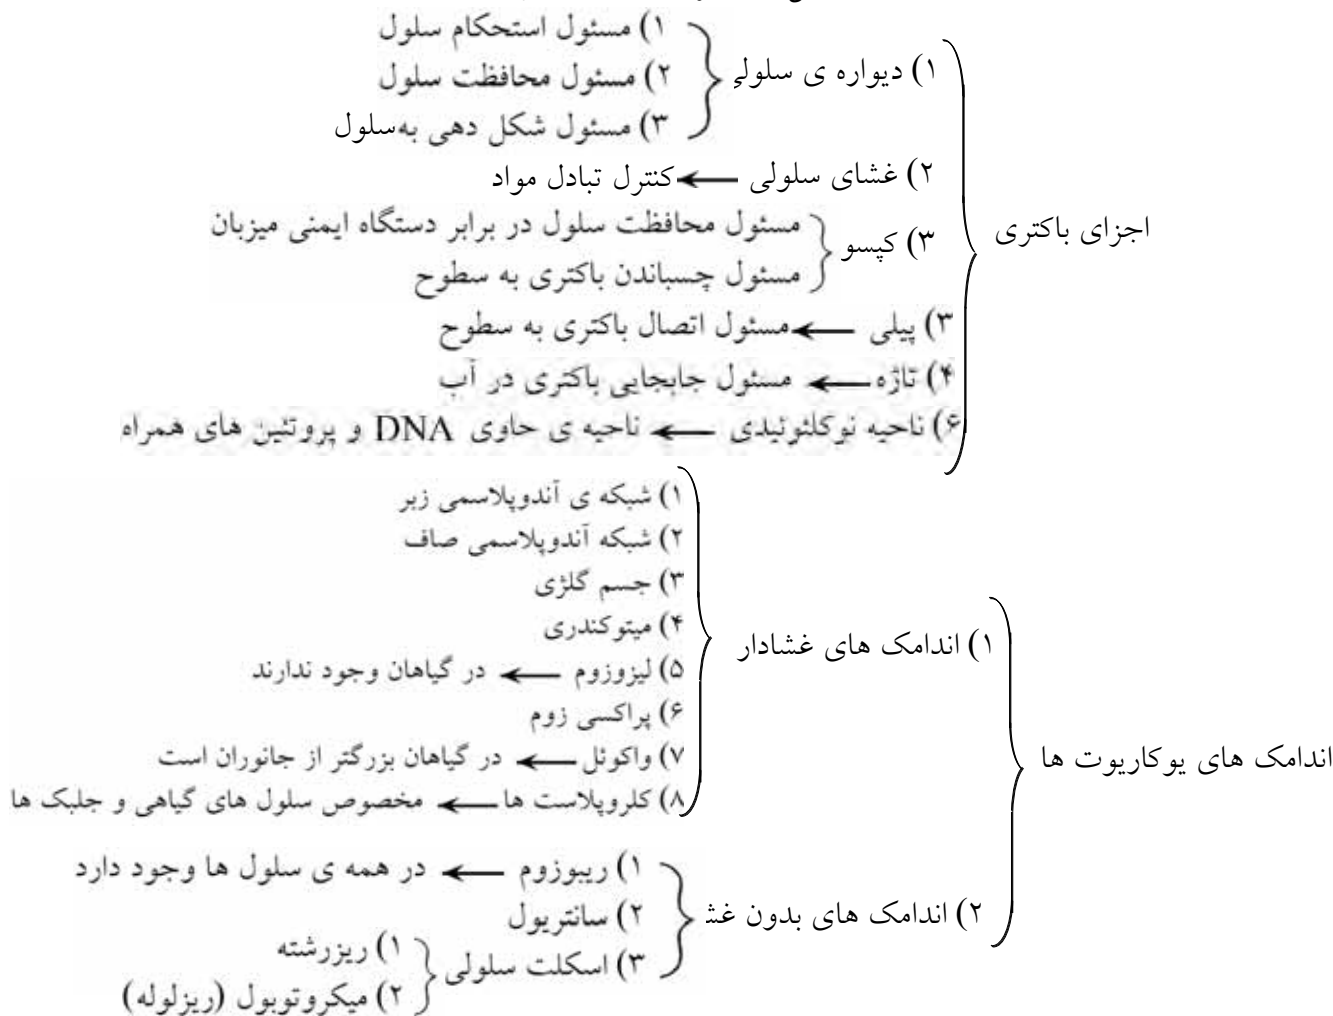 ۱) مسئول استحکام سلول
۱) دیواره ی سلولی
۲) مسئول محافظت سلول
۳) مسئول شکل دهی به سلول
۲) غشای سلولی ← کنترل تبادل مواد
اجزای باکتری
۳) کپسو
مسئول محافظت سلول در برابر دستگاه ایمنی میزبان
مسئول چسباندن باکتری به سطوح
۳) پیلی ← مسئول اتصال باکتری به سطوح
۴) تاژه ← مسئول جابجایی باکتری در آب
۶) ناحیه نوکلئوئیدی ← ناحیه ی حاوی DNA و پروتئین های همراه
۱) شبکه ی آندوپلاسمی زبر
۲) شبکه آندوپلاسمی صاف
۳) جسم گلژی
۴) میتوکندری
۱) اندامک های غشادار
۵) لیزوزوم ← در گیاهان وجود ندارند
۶) پراکسی زوم
۷) واکوئل ← در گیاهان بزرگتر از جانوران است
اندامک های یوکاریوت ها
۸) کلروپلاست ها ← مخصوص سلول های گیاهی و جلبک ها
۱) ریبوزوم ← در همه ی سلول ها وجود دارد
۲) اندامک های بدون غش
۲) سانتریول
۳) اسکلت سلولی
۱) ریزرشته
۲) میکروتوبول (ریزلوله)